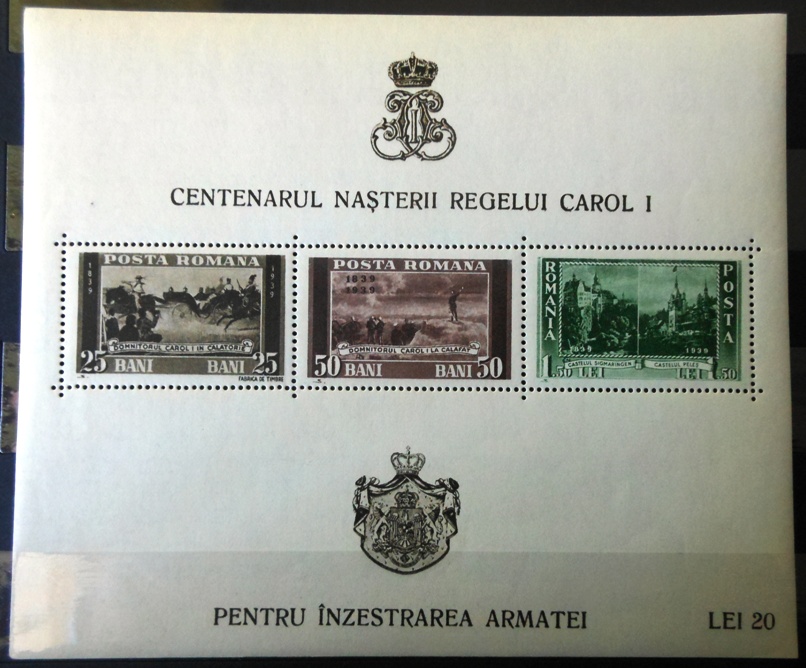 CENTENARUL NAȘTERII REGELUI CAROL I
POSTA ROMANA
1839
1939
DOMNITORUL CAROL I IN CALATORIE
25 BANI
BANI 25
FABRICA DE TIMBRE
POSTA ROMANA
1839
1939
DOMNITORUL CAROL I LA CALAFAT
50 BANI
BANI 50
ROMANIA
POSTA
1839
1939
CASTELUL SIGMARINGEN
CASTELUL PELEȘ
1.50 LEI
LEI 1.50
PENTRU ÎNZESTRAREA ARMATEI
LEI 20